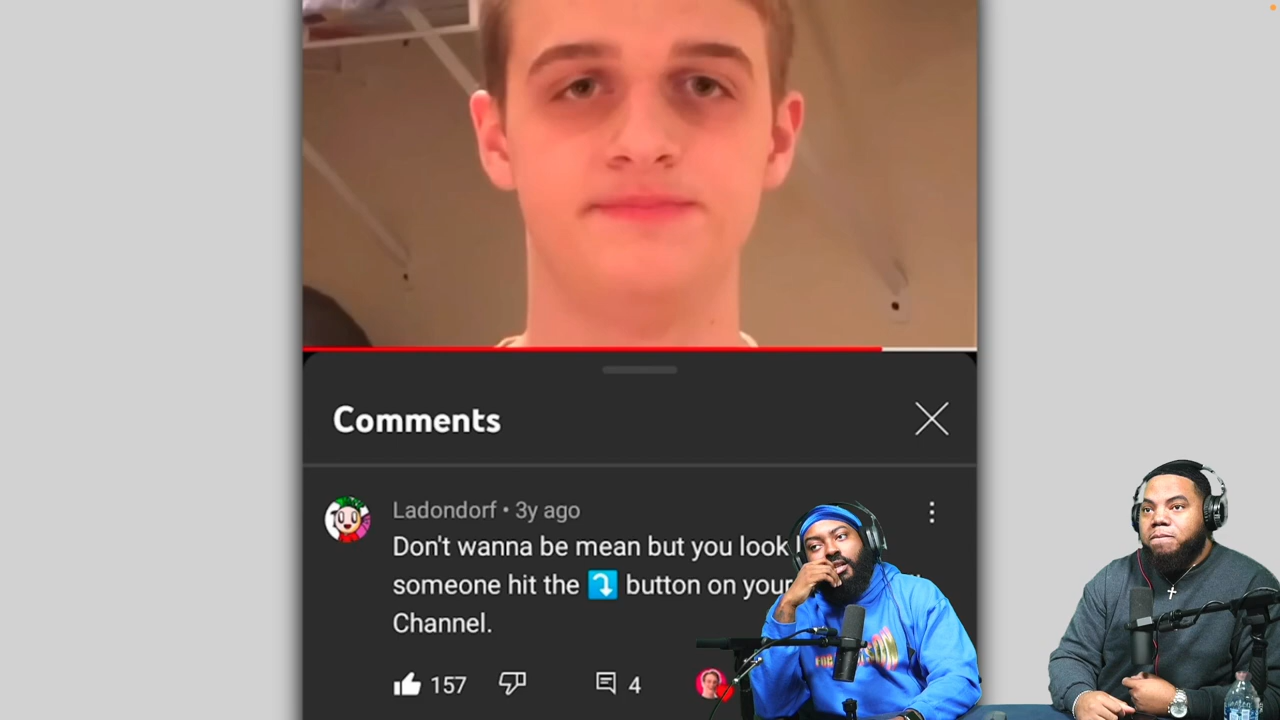 Comments
Ladondorf • 3y ago
Don't wanna be mean but you look
someone hit the ⤵️ button on your
Channel.
157
4